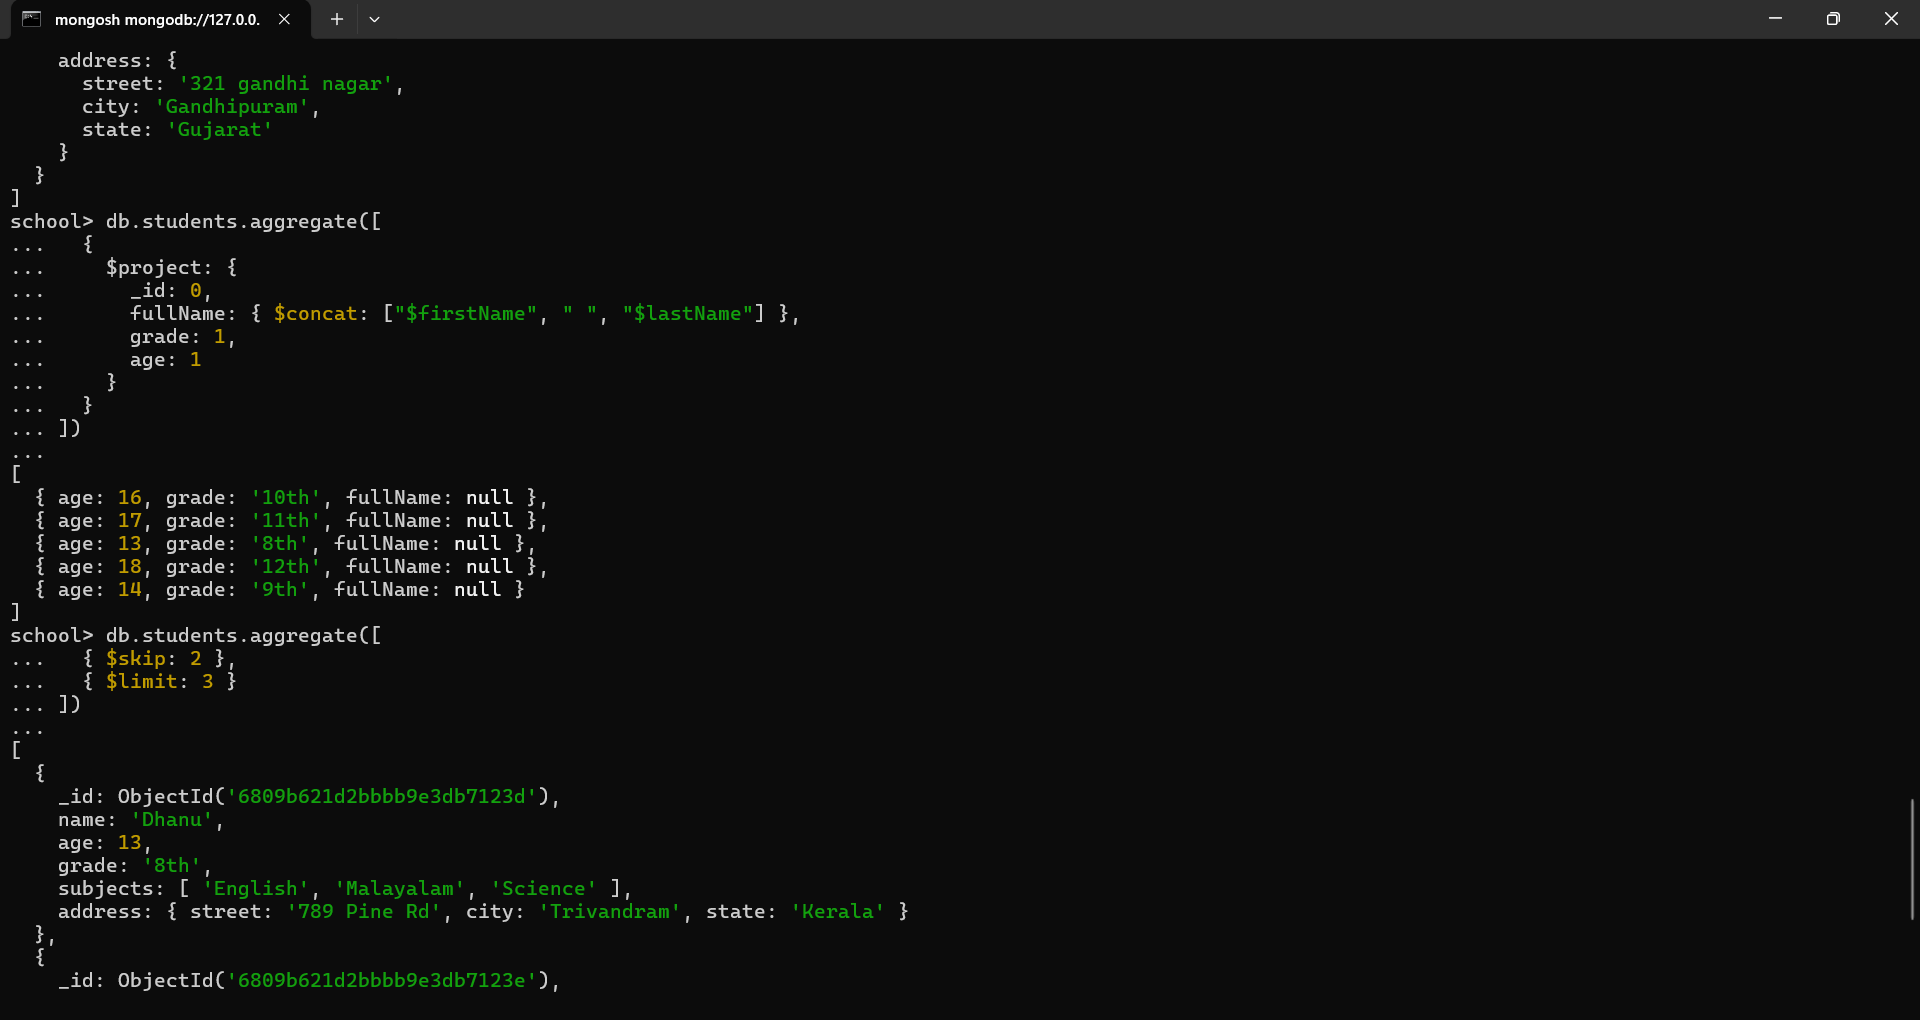 mongosh mongodb://127.0.0.
    address: {
      street: '321 gandhi nagar',
      city: 'Gandhipuram',
      state: 'Gujarat'
    }
  }
]
school> db.students.aggregate([
...   {
...     $project: {
...       _id: 0,
...       fullName: { $concat: ["$firstName", " ", "$lastName"] },
...       grade: 1,
...       age: 1
...     }
...   }
... ])
...
[
  { age: 16, grade: '10th', fullName: null },
  { age: 17, grade: '11th', fullName: null },
  { age: 13, grade: '8th', fullName: null },
  { age: 18, grade: '12th', fullName: null },
  { age: 14, grade: '9th', fullName: null }
]
school> db.students.aggregate([
...   { $skip: 2 },
...   { $limit: 3 }
... ])
...
[
  {
    _id: ObjectId('6809b621d2bbbb9e3db7123d'),
    name: 'Dhanu',
    age: 13,
    grade: '8th',
    subjects: [ 'English', 'Malayalam', 'Science' ],
    address: { street: '789 Pine Rd', city: 'Trivandram', state: 'Kerala' }
  },
  {
    _id: ObjectId('6809b621d2bbbb9e3db7123e'),